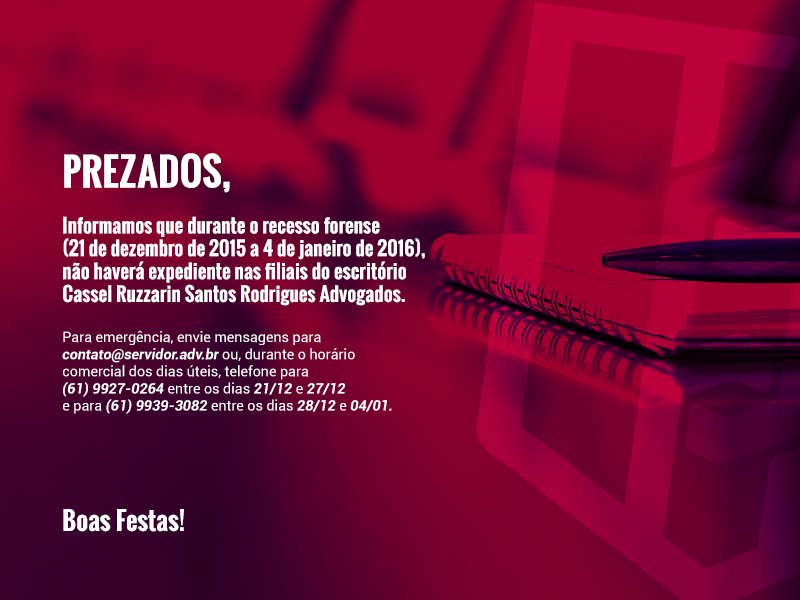 PREZADOS,
Informamos que durante o recesso forense
(21 de dezembro de 2015 a 4 de janeiro de 2016),
não haverá expediente nas filiais do escritório
Cassel Ruzzarin Santos Rodrigues Advogados.
Para emergência, envie mensagens para
contato@servidor.adv.br ou, durante o horário
comercial dos dias úteis, telefone para
(61) 9927-0264 entre os dias 21/12 e 27/12
e para (61) 9939-3082 entre os dias 28/12 e 04/01.
Boas Festas!